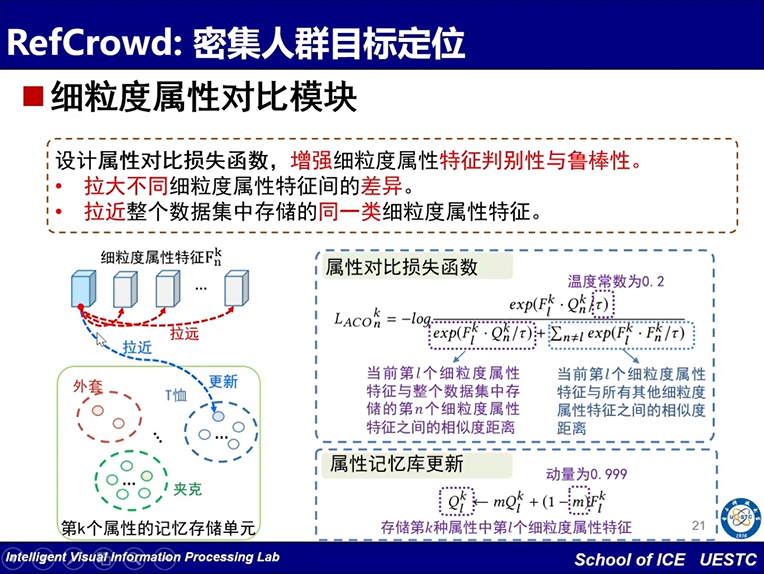 RefCrowd: 密集人群目标定位
细粒度属性对比模块
设计属性对比损失函数，增强细粒度属性特征判别性与鲁棒性。
• 拉大不同细粒度属性特征间的差异。
• 拉近整个数据集中存储的同一类细粒度属性特征。
细粒度属性特征F_n^k
...
拉远
拉近
更新
外套
T恤
...
...
...
夹克
第k个属性的记忆存储单元
属性对比损失函数
温度常数为0.2
L_{ACO}{}_n^k = -log \frac{exp(F_l^k · Q_n^k/τ)}{exp(F_l^k · Q_n^k/τ) + ∑_{n≠l} exp(F_l^k · F_n^k/τ)}
当前第l个细粒度属性
特征与整个数据集中存
储的第n个细粒度属性
特征之间的相似度距离
当前第l个细粒度属性
特征与所有其他细粒度
属性特征之间的相似度
距离
属性记忆库更新
动量为0.999
Q_l^k ← mQ_l^k + (1 − m)F_l^k
存储第k种属性中第l个细粒度属性特征
21
UESTC
1956
Intelligent Visual Information Processing Lab
School of ICE UESTC